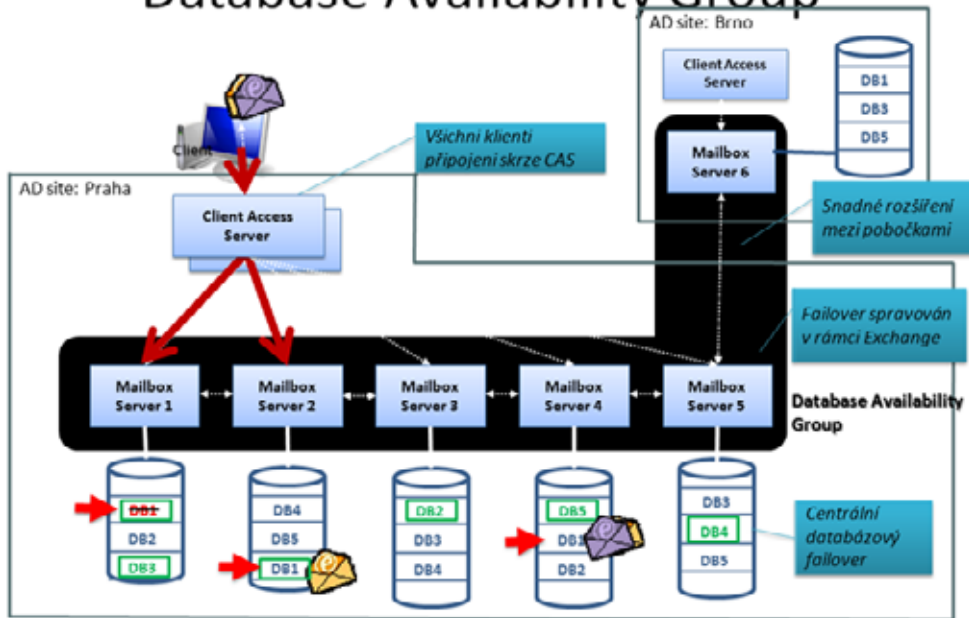 Database Availability Group
AD site: Brno
Client Access
Server
DB1
DB3
DB5
Mailbox
Server 6
Client
Všichni klienti
připojeni skrze CAS
AD site: Praha
Client Access
Server
Snadné rozšíření
mezi pobočkami
Failover spravován
v rámci Exchange
Mailbox
Server 1
Mailbox
Server 2
Mailbox
Server 3
Mailbox
Server 4
Mailbox
Server 5
Database Availability
Group
DB1
DB2
DB3
DB4
DB5
DB1
DB2
DB3
DB4
DB5
DB1
DB2
DB3
DB4
DB5
Centrální
databázový
failover